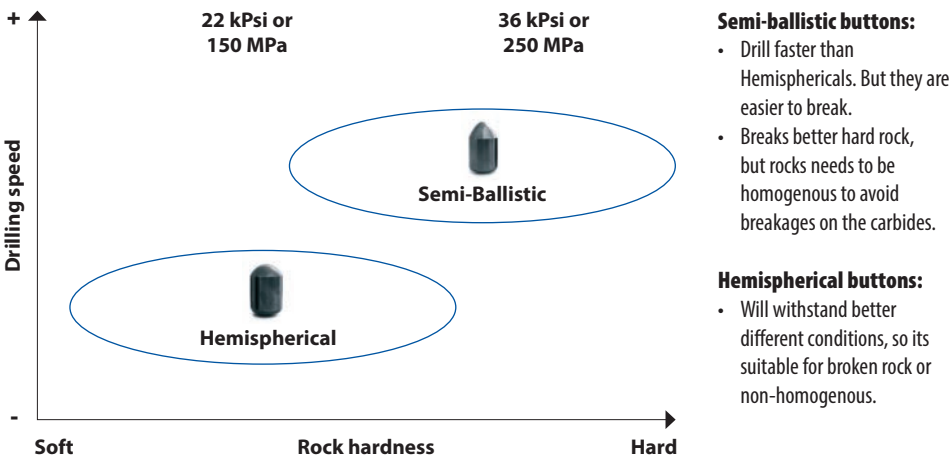 +
22 kPsi or
150 MPa
36 kPsi or
250 MPa
Drilling speed
Semi-Ballistic
Hemispherical
-
Soft
Rock hardness
Hard
Semi-ballistic buttons:
• Drill faster than
Hemisphericals. But they are
easier to break.
• Breaks better hard rock,
but rocks needs to be
homogenous to avoid
breakages on the carbides.
Hemispherical buttons:
• Will withstand better
different conditions, so its
suitable for broken rock or
non-homogenous.